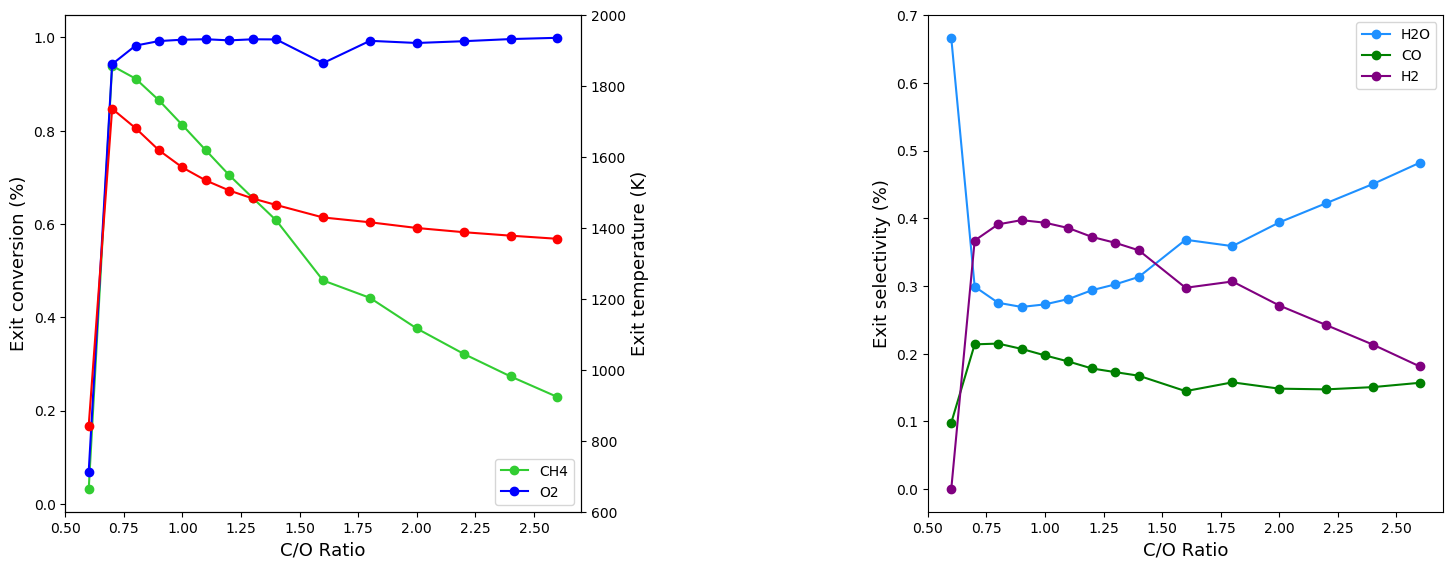 1.0
0.8
0.6
0.4
0.2
0.0
Exit conversion (%)
0.50 0.75 1.00 1.25 1.50 1.75 2.00 2.25 2.50
C/O Ratio
CH4
O2
2000
1800
1600
1400
1200
1000
800
600
Exit temperature (K)
0.7
0.6
0.5
0.4
0.3
0.2
0.1
0.0
Exit selectivity (%)
0.50 0.75 1.00 1.25 1.50 1.75 2.00 2.25 2.50
C/O Ratio
H2O
CO
H2